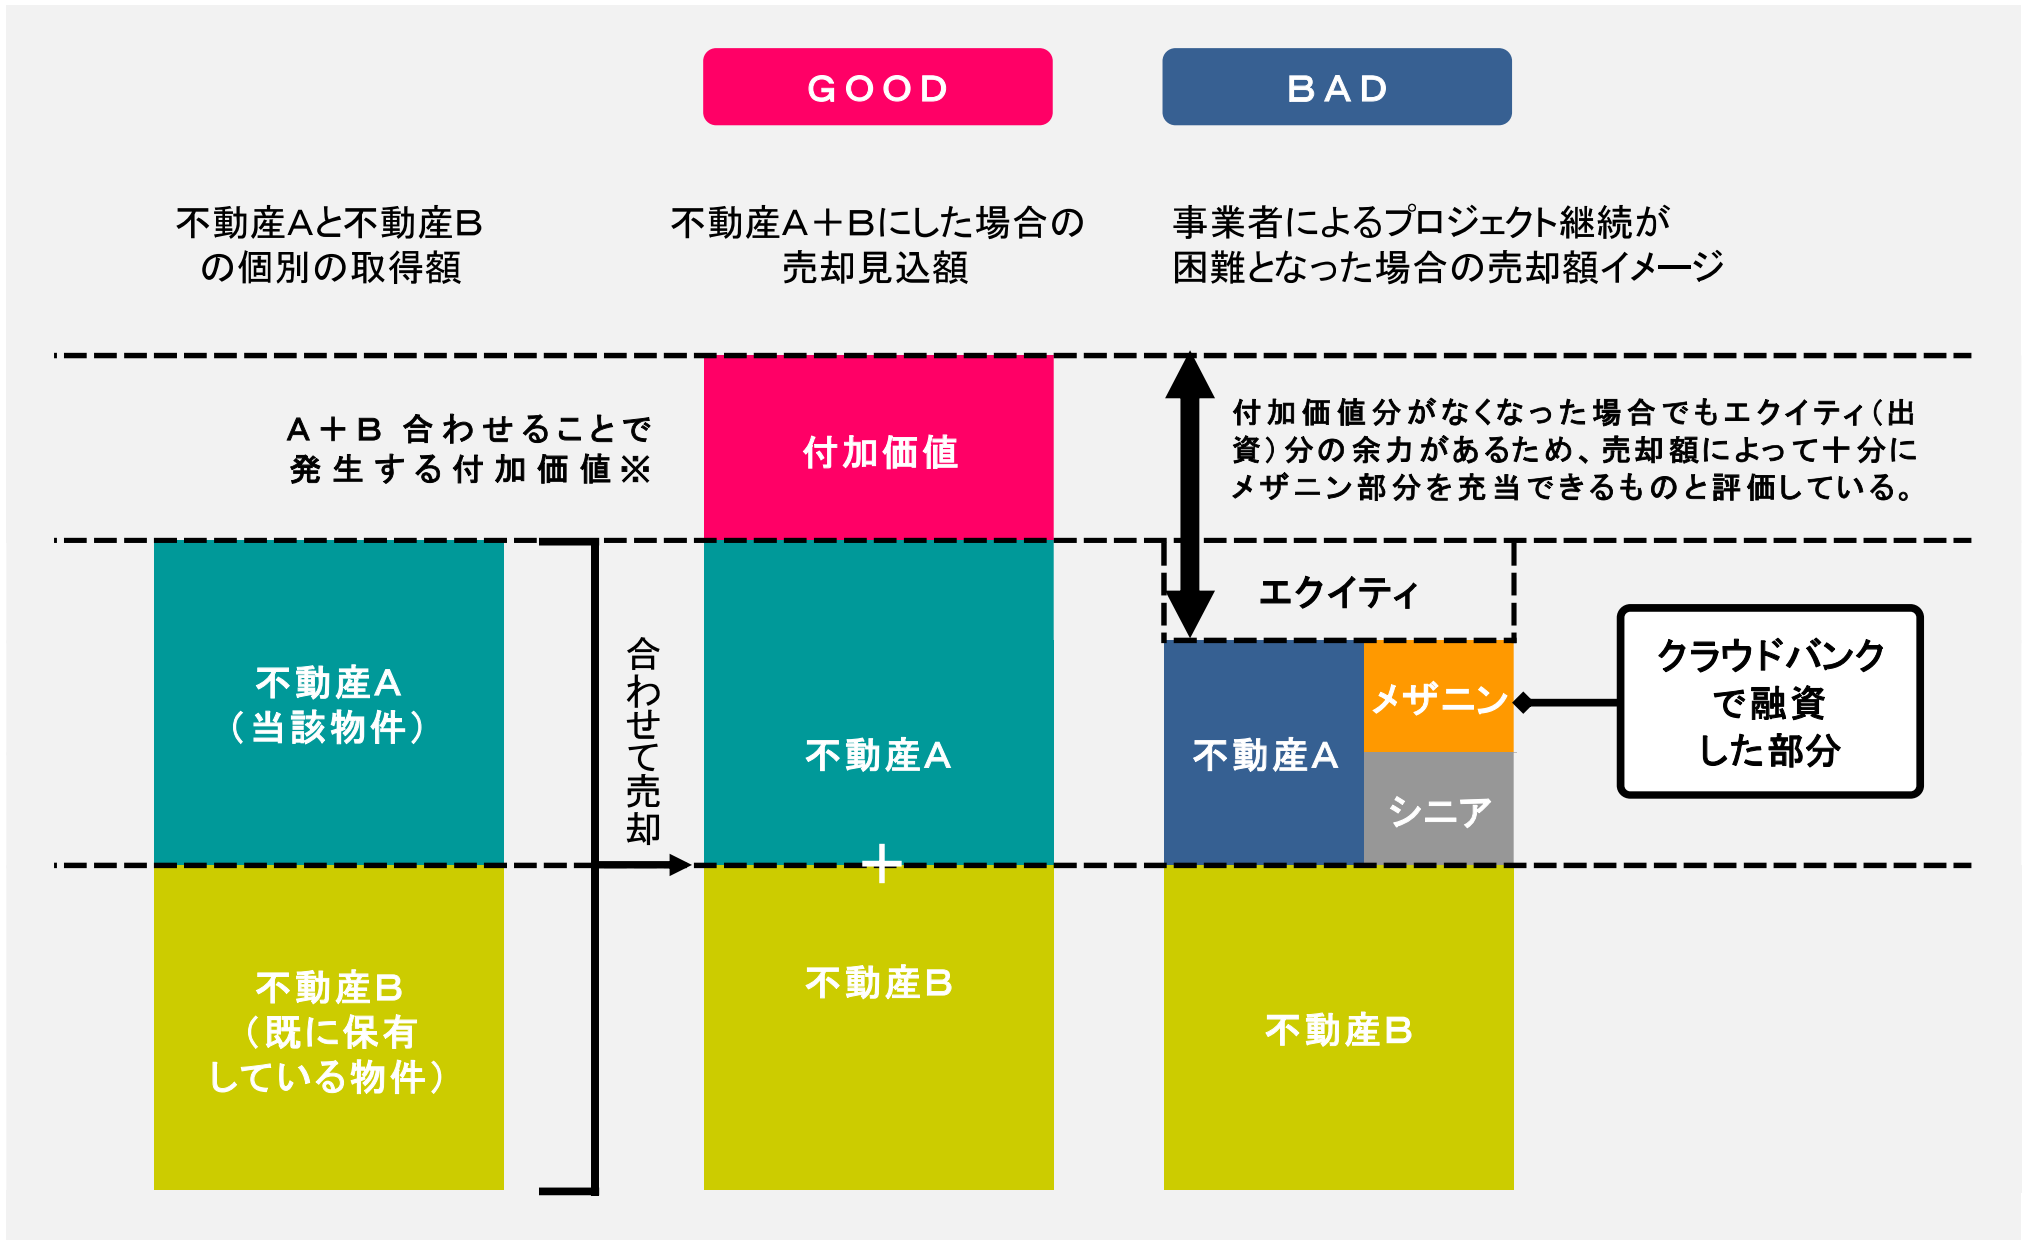 GOOD
BAD
不動産Aと不動産B
の個別の取得額
不動産A＋Bにした場合の
売却見込額
事業者によるプロジェクト継続が
困難となった場合の売却額イメージ
A＋B 合わせることで
発生する付加価値※
付加価値
付加価値分がなくなった場合でもエクイティ（出
資）分の余力があるため、売却額によって十分に
メザニン部分を充当できるものと評価している。
不動産A
（当該物件）
不動産B
（既に保有
している物件）
合わせて売却
不動産A
＋
不動産B
エクイティ
不動産A
メザニン
シニア
不動産B
クラウドバンク
で融資
した部分